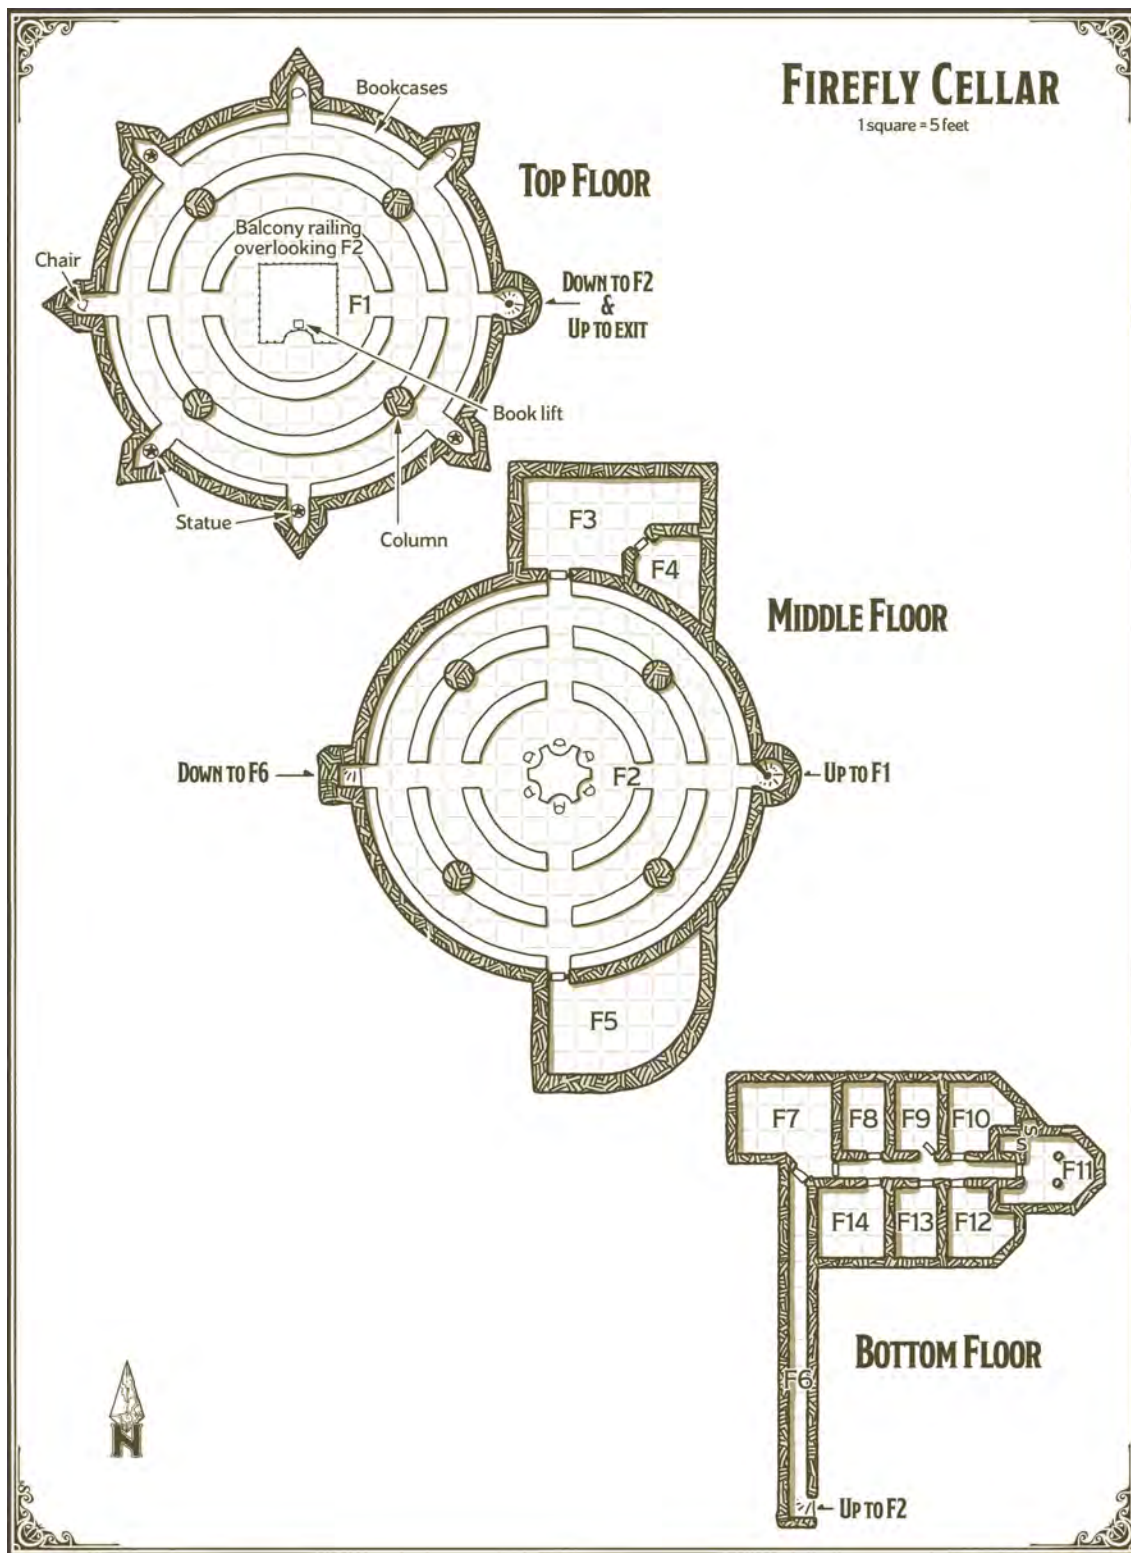 FIREFLY CELLAR
1 square = 5 feet
TOP FLOOR
Bookcases
Balcony railing
overlooking F2
Chair
F1
DOWN TO F2
&
UP TO EXIT
Book lift
Statue
Column
F3
F4
MIDDLE FLOOR
DOWN TO F6
F2
UP TO F1
F5
F7
F8
F9
F10
S
S
F11
F14
F13
F12
BOTTOM FLOOR
F6
N
UP TO F2